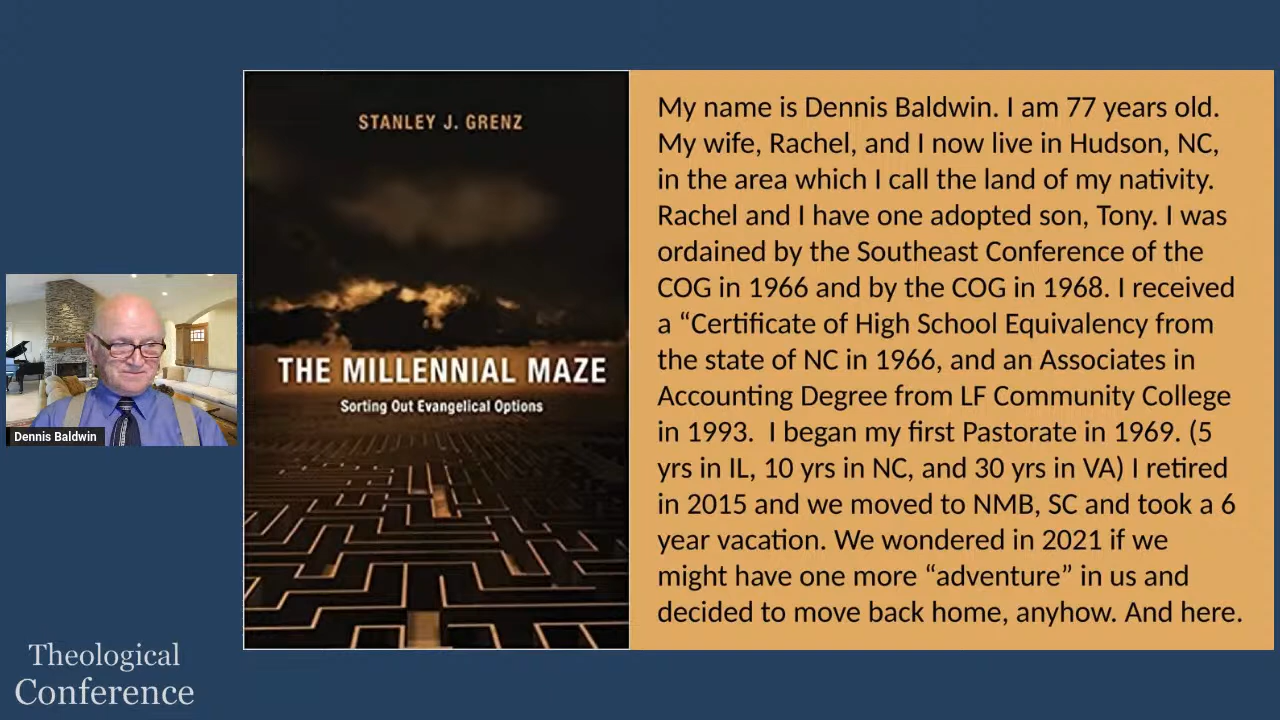 STANLEY J. GRENZ
THE MILLENNIAL MAZE
Sorting Out Evangelical Options
My name is Dennis Baldwin. I am 77 years old.
My wife, Rachel, and I now live in Hudson, NC,
in the area which I call the land of my nativity.
Rachel and I have one adopted son, Tony. I was
ordained by the Southeast Conference of the
COG in 1966 and by the COG in 1968. I received
a “Certificate of High School Equivalency from
the state of NC in 1966, and an Associates in
Accounting Degree from LF Community College
in 1993.  I began my first Pastorate in 1969. (5
yrs in IL, 10 yrs in NC, and 30 yrs in VA) I retired
in 2015 and we moved to NMB, SC and took a 6
year vacation. We wondered in 2021 if we
might have one more “adventure” in us and
decided to move back home, anyhow. And here.
Dennis Baldwin
Theological
Conference